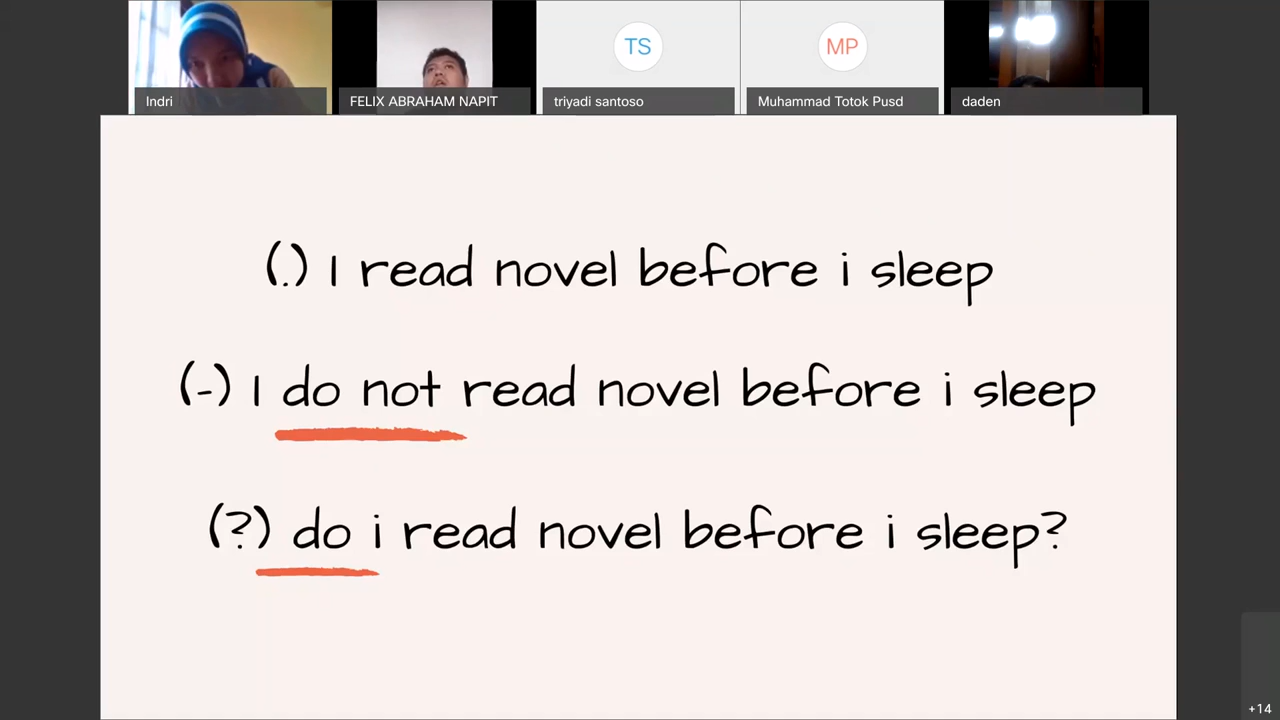 TS
MP
Indri
FELIX ABRAHAM NAPIT
triyadi santoso
Muhammad Totok Pusd
daden
(.) I read novel before i sleep
(-) I do not read novel before i sleep
(?) do i read novel before i sleep?
+14